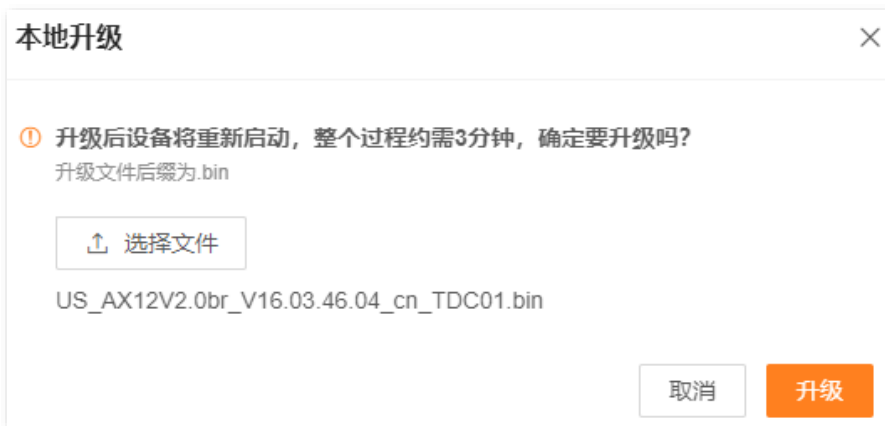 本地升级
升级后设备将重新启动，整个过程约需3分钟，确定要升级吗？
升级文件后缀为.bin
选择文件
US_AX12V2.0br_V16.03.46.04_cn_TDC01.bin
取消 升级